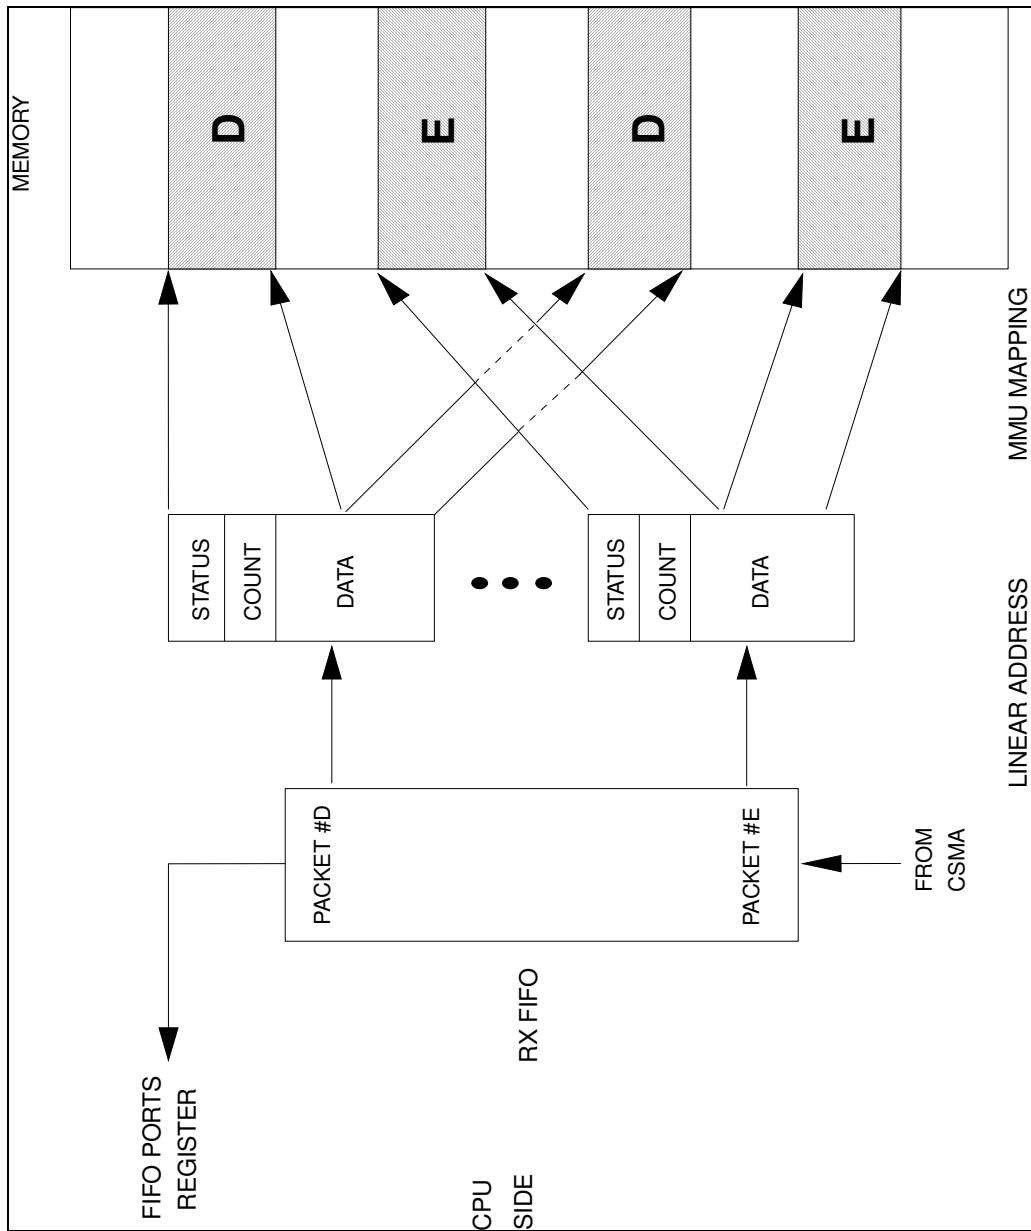 MEMORY
D
E
D
E
MMU MAPPING
STATUS
COUNT
DATA
STATUS
COUNT
DATA
LINEAR ADDRESS
PACKET #D
PACKET #E
FROM
CSMA
RX FIFO
FIFO PORTS
REGISTER
CPU
SIDE